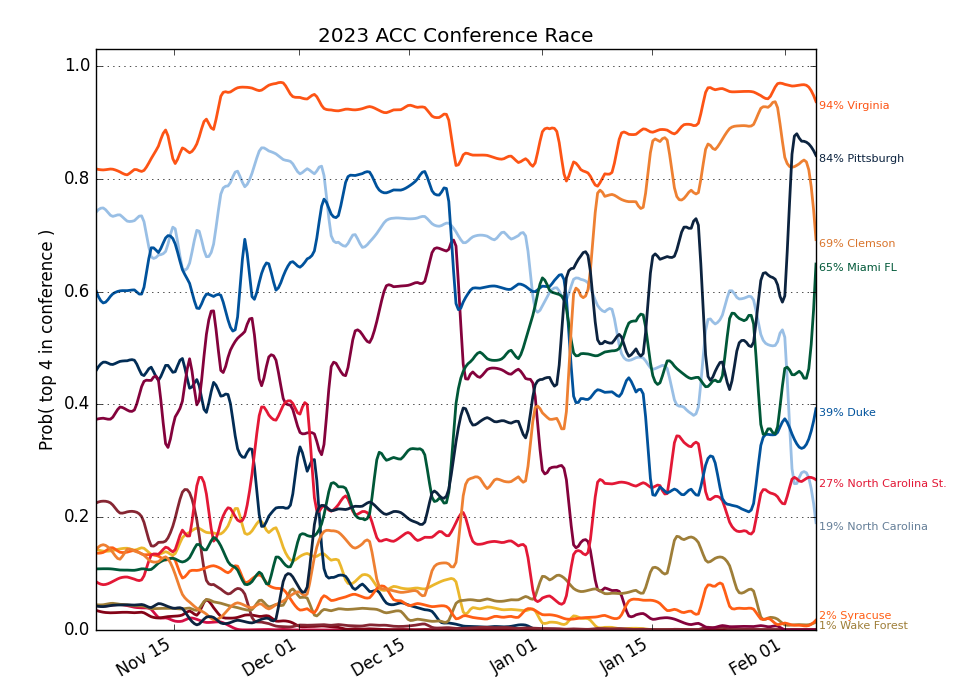 2023 ACC Conference Race
Prob( top 4 in conference )
1.0
0.8
0.6
0.4
0.2
0.0
Nov 15
Dec 01
Dec 15
Jan 01
Jan 15
Feb 01
94% Virginia
84% Pittsburgh
69% Clemson
65% Miami FL
39% Duke
27% North Carolina St.
19% North Carolina
2% Syracuse
1% Wake Forest